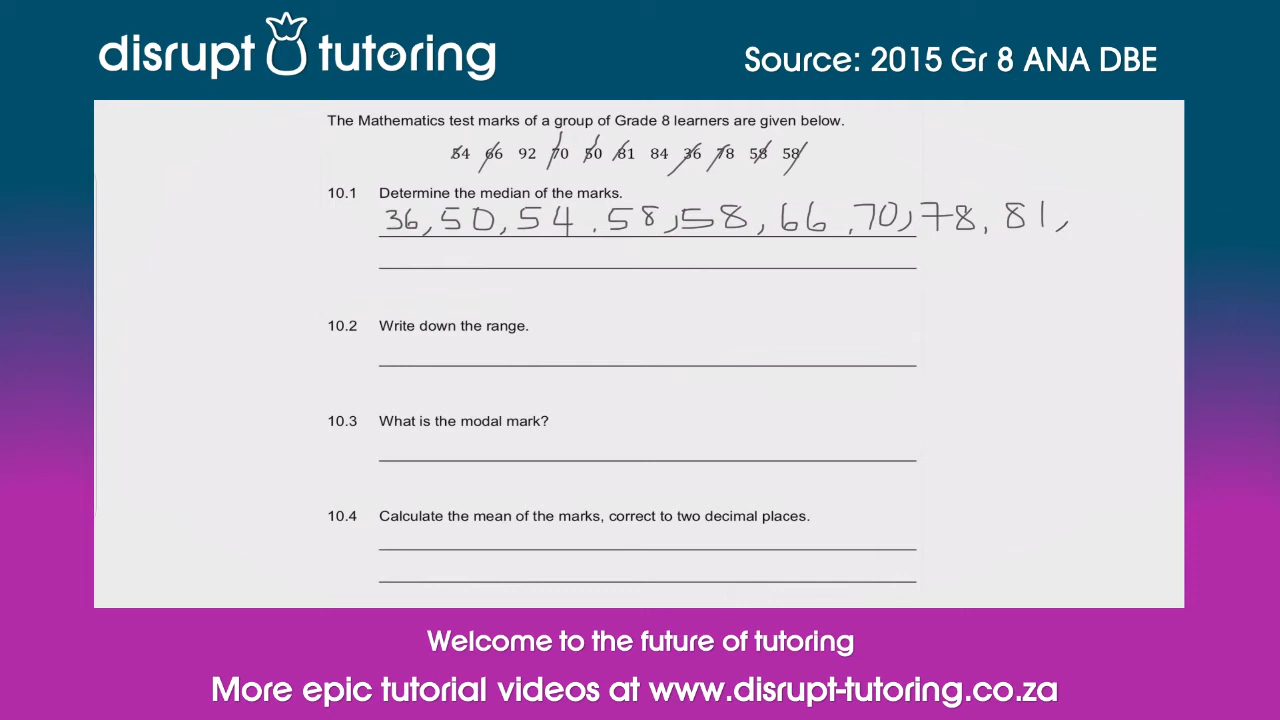 disrupt tutoring
Source: 2015 Gr 8 ANA DBE
The Mathematics test marks of a group of Grade 8 learners are given below.
54 66 92 70 50 81 84 36 78 58 58
10.1 Determine the median of the marks.
36, 50, 54. 58, 58, 66, 70, 78, 81,
10.2 Write down the range.
10.3 What is the modal mark?
10.4 Calculate the mean of the marks, correct to two decimal places.
Welcome to the future of tutoring
More epic tutorial videos at www.disrupt-tutoring.co.za